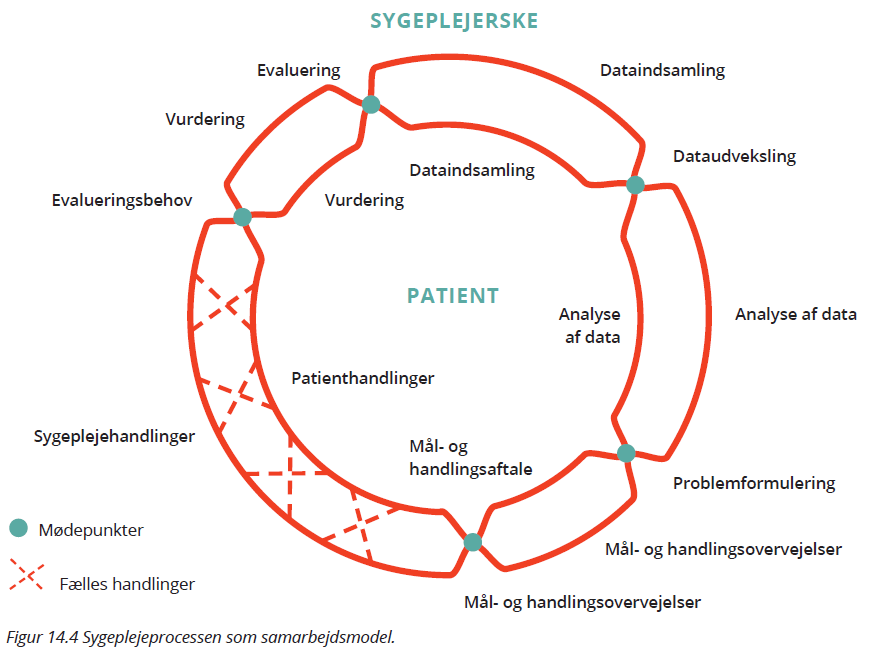 SYGEPLEJERSKE
Evaluering
Dataindsamling
Vurdering
Dataudveksling
Dataindsamling
Evalueringsbehov
Vurdering
PATIENT
Analyse
af data
Analyse af data
Patienthandlinger
Sygeplejehandlinger
Mål- og
handlingsaftale
Problemformulering
Mødepunkter
Mål- og handlingsovervejelser
Fælles handlinger
Mål- og handlingsovervejelser
Figur 14.4 Sygeplejeprocessen som samarbejdsmodel.